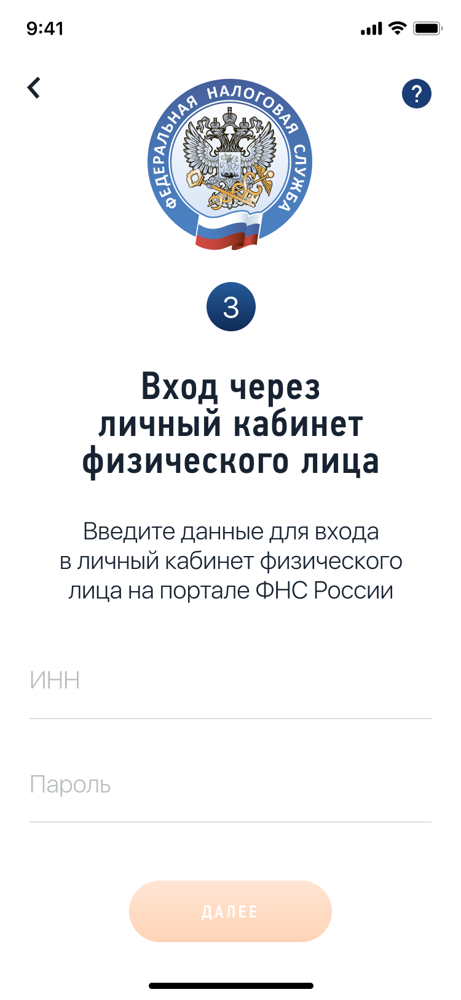 9:41
?
ФЕДЕРАЛЬНАЯ НАЛОГОВАЯ СЛУЖБА
3
Вход через
личный кабинет
физического лица
Введите данные для входа
в личный кабинет физического
лица на портале ФНС России
ИНН
Пароль
ДАЛЕЕ